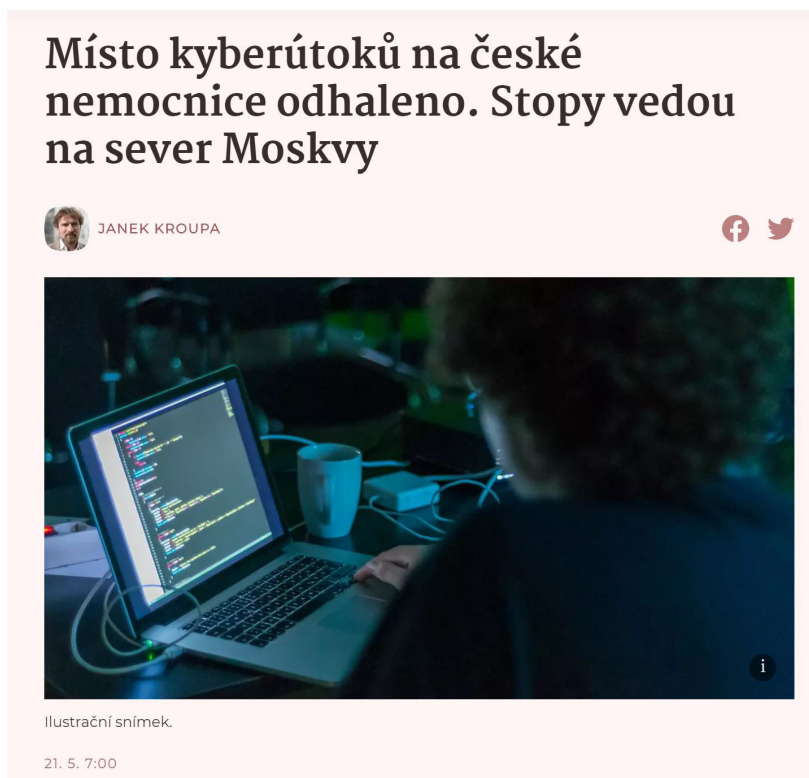 Místo kyberútoků na české
nemocnice odhaleno. Stopy vedou
na sever Moskvy
JANEK KROUPA
i
Ilustrační snímek.
21. 5. 7:00